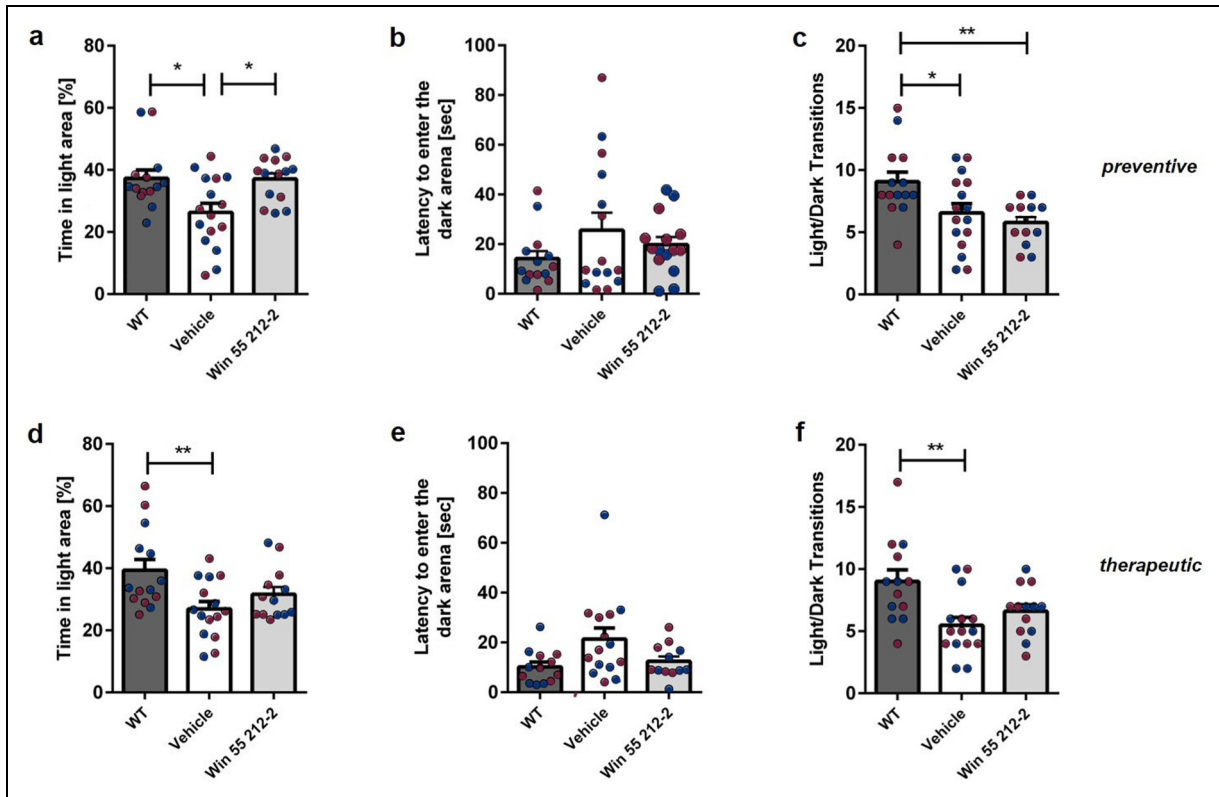 a
Time in light area [%]
80
60
40
20
0
*
*
WT
Vehicle
Win 55 212-2
b
Latency to enter the
dark arena [sec]
100
80
60
40
20
0
WT
Vehicle
Win 55 212-2
c
Light/Dark Transitions
20
15
10
5
0
**
*
WT
Vehicle
Win 55 212-2
preventive
d
Time in light area [%]
80
60
40
20
0
**
WT
Vehicle
Win 55 212-2
e
Latency to enter the
dark arena [sec]
100
80
60
40
20
0
WT
Vehicle
Win 55 212-2
f
Light/Dark Transitions
20
15
10
5
0
**
WT
Vehicle
Win 55 212-2
therapeutic